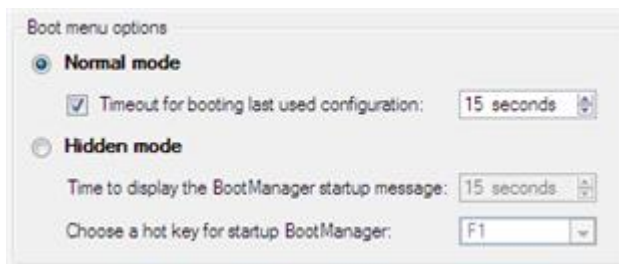 Boot menu options
Normal mode
Timeout for booting last used configuration: 15 seconds
Hidden mode
Time to display the BootManager startup message: 15 seconds
Choose a hot key for startup BootManager: F1